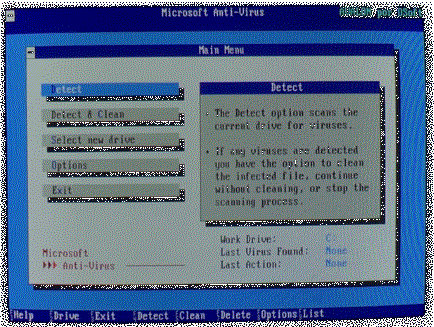 Microsoft Anti-Virus
Main Menu
Detect
Detect & Clean
Select new drive
Options
Exit
Detect
• The Detect option scans the
current drive for viruses.
• If any viruses are detected
you have the option to clean
the infected file, continue
without cleaning, or stop the
scanning process.
Work Drive: C
Last Virus Found: None
Last Action: None
Microsoft
Anti-Virus
Help Drive Exit Detect Clean Delete Options List